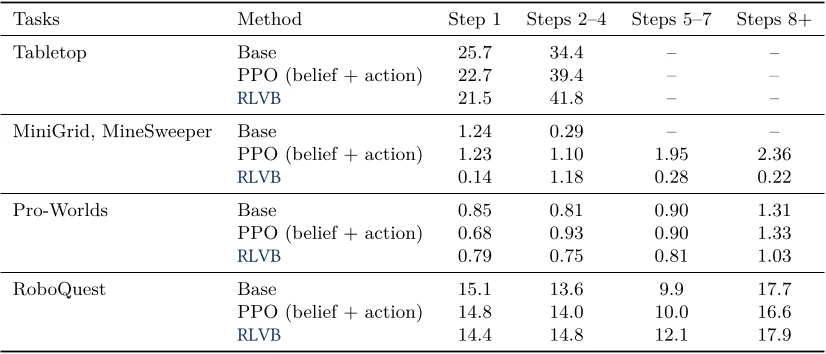 Tasks Method Step 1 Steps 2–4 Steps 5–7 Steps 8+
Tabletop Base 25.7 34.4 – –
PPO (belief + action) 22.7 39.4 – –
RLVB 21.5 41.8 – –
MiniGrid, MineSweeper Base 1.24 0.29 – –
PPO (belief + action) 1.23 1.10 1.95 2.36
RLVB 0.14 1.18 0.28 0.22
Pro-Worlds Base 0.85 0.81 0.90 1.31
PPO (belief + action) 0.68 0.93 0.90 1.33
RLVB 0.79 0.75 0.81 1.03
RoboQuest Base 15.1 13.6 9.9 17.7
PPO (belief + action) 14.8 14.0 10.0 16.6
RLVB 14.4 14.8 12.1 17.9